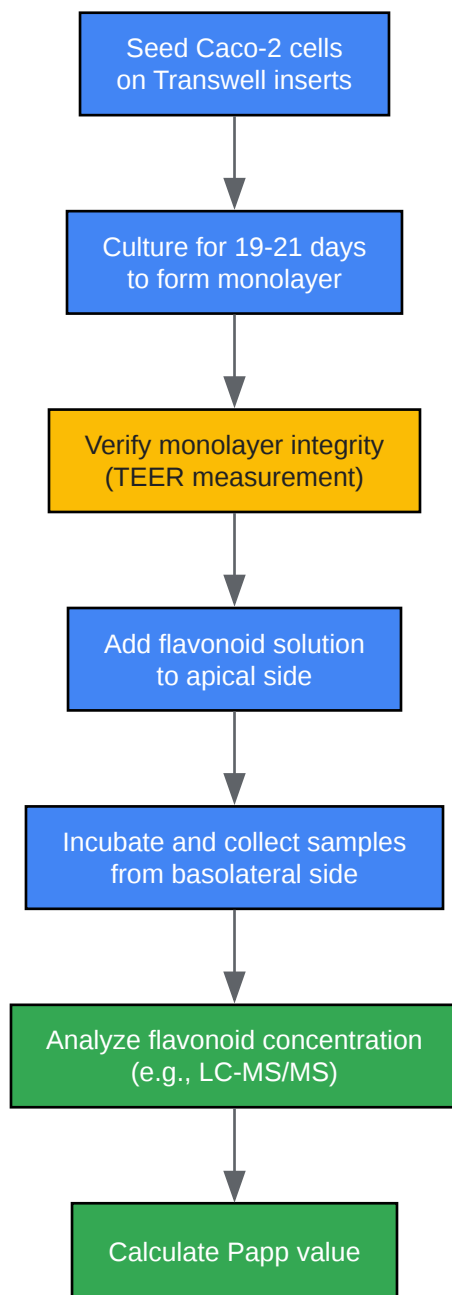 Seed Caco-2 cells
on Transwell inserts
Culture for 19-21 days
to form monolayer
Verify monolayer integrity
(TEER measurement)
Add flavonoid solution
to apical side
Incubate and collect samples
from basolateral side
Analyze flavonoid concentration
(e.g., LC-MS/MS)
Calculate Papp value